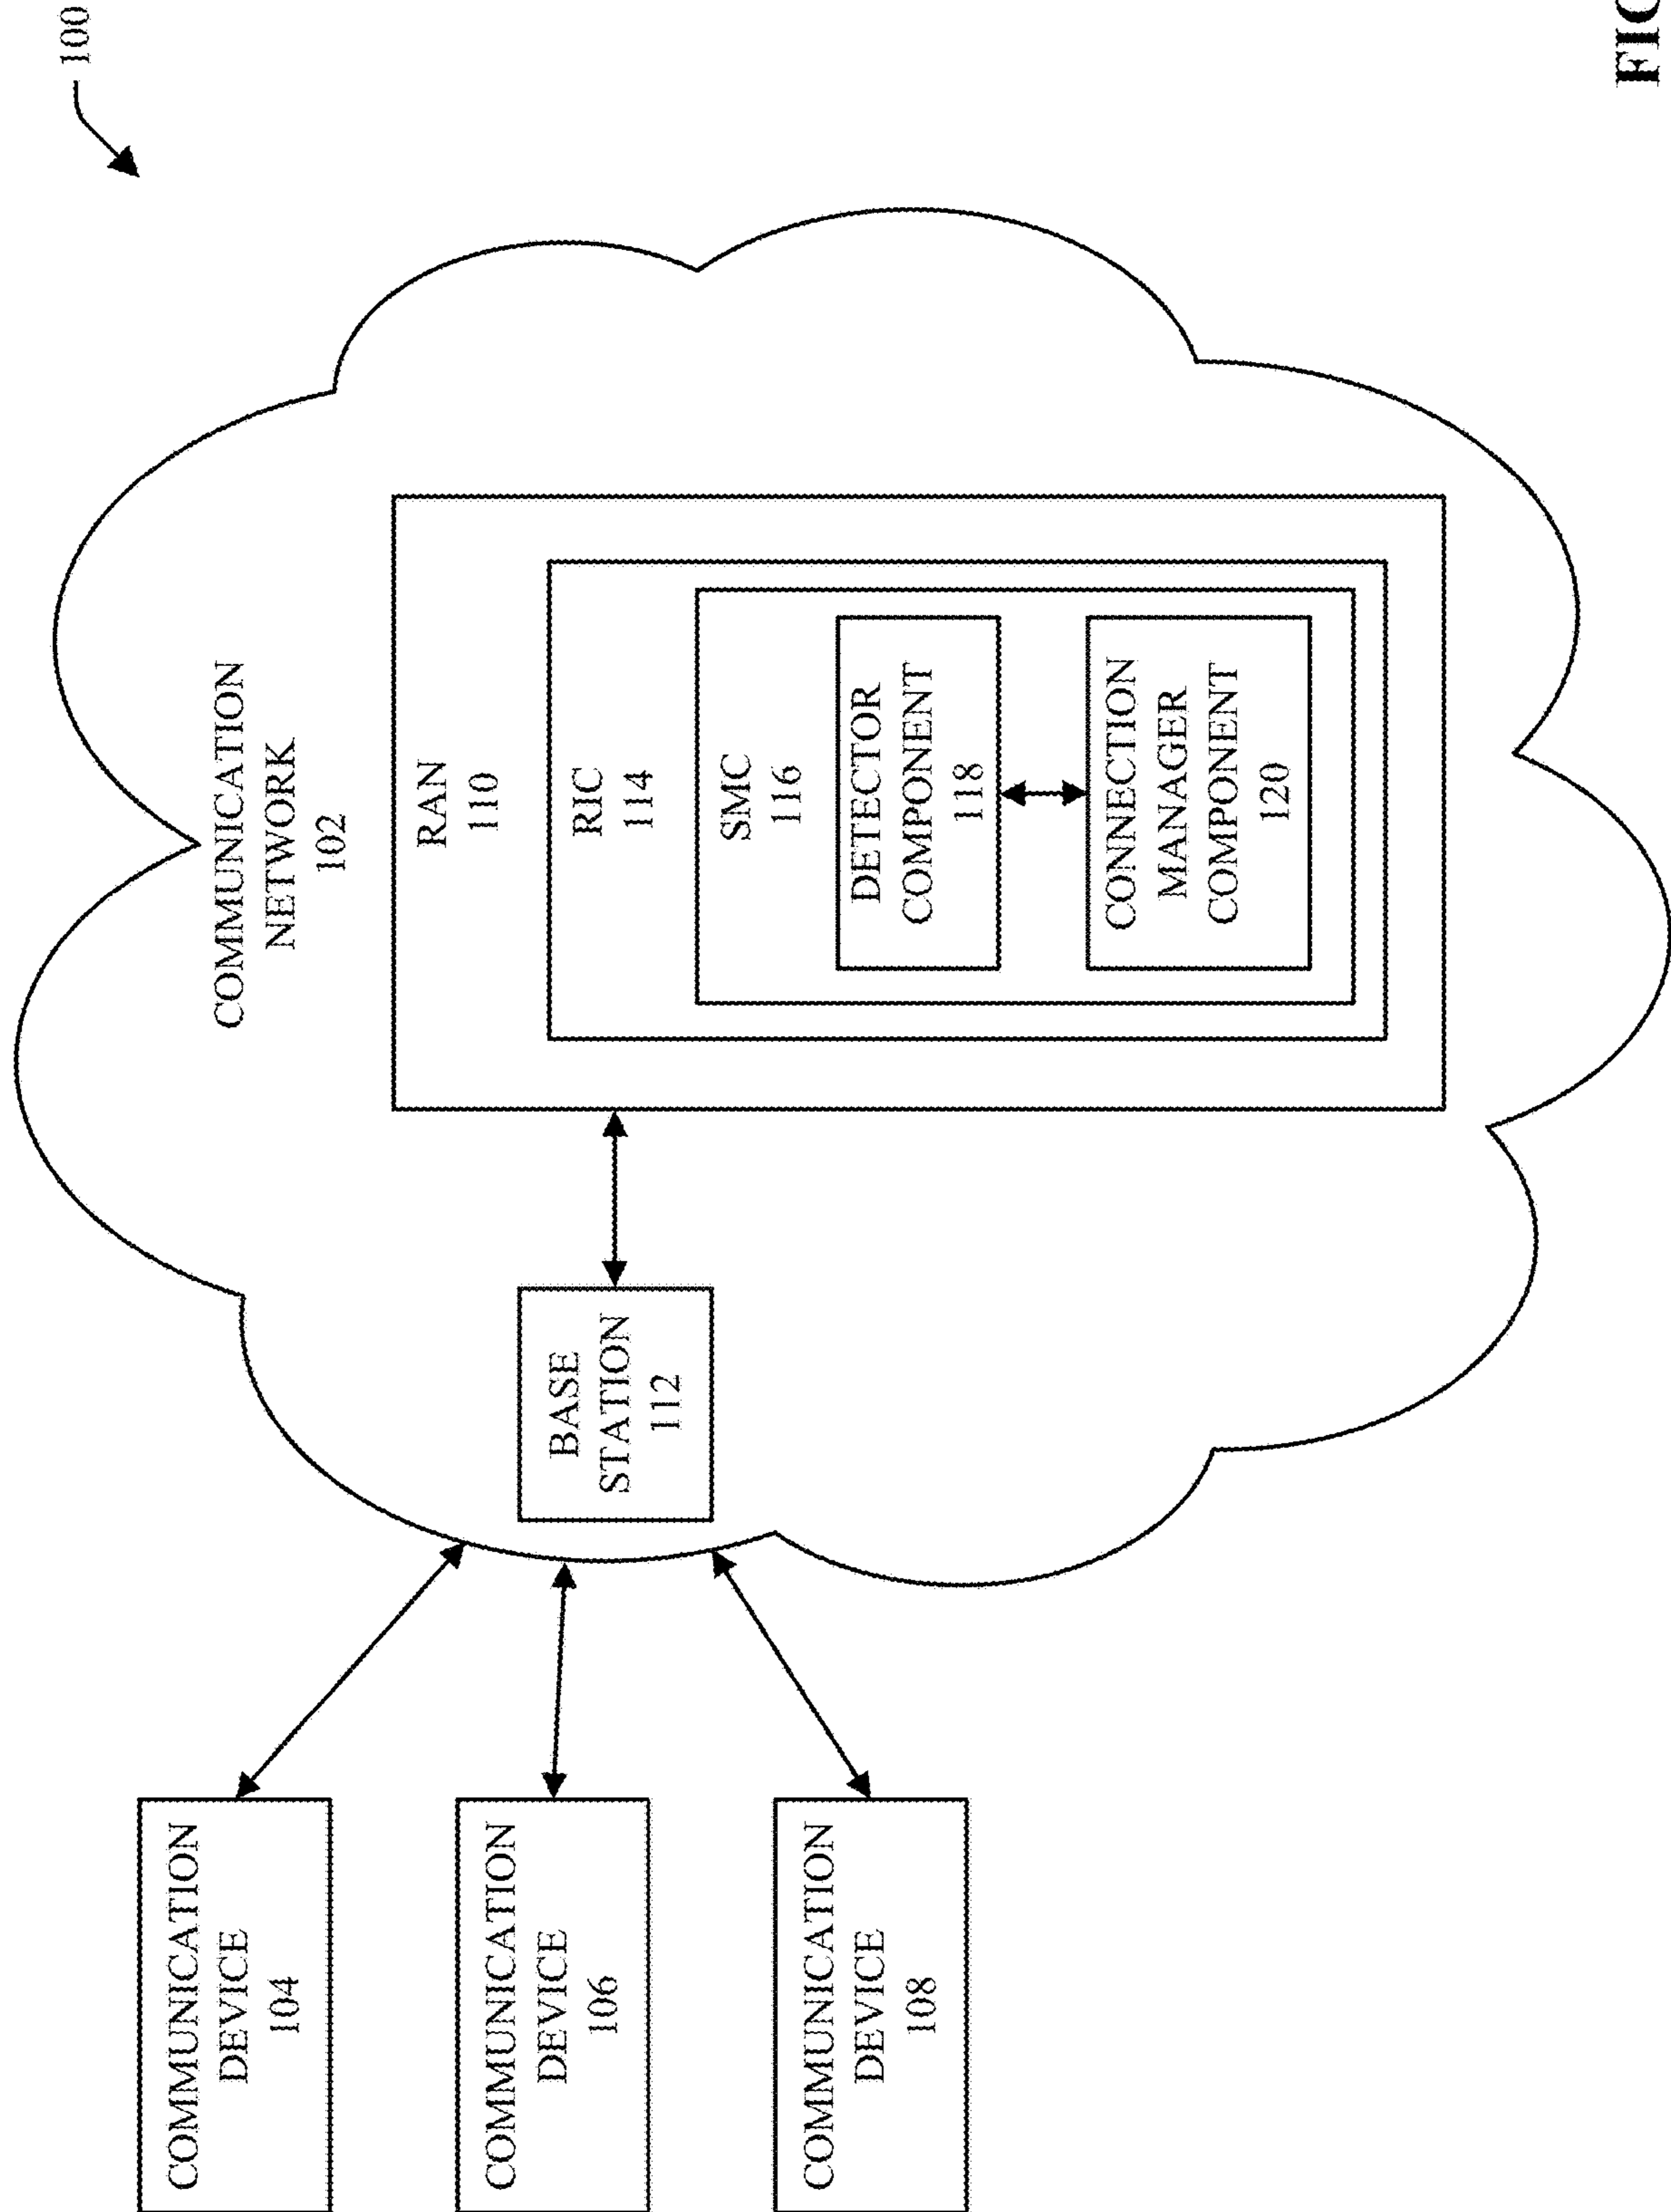 100
COMMUNICATION
NETWORK
102
COMMUNICATION
DEVICE
104
COMMUNICATION
DEVICE
106
COMMUNICATION
DEVICE
108
BASE
STATION
112
RAN
110
RIC
114
SMC
116
DETECTOR
COMPONENT
118
CONNECTION
MANAGER
COMPONENT
120